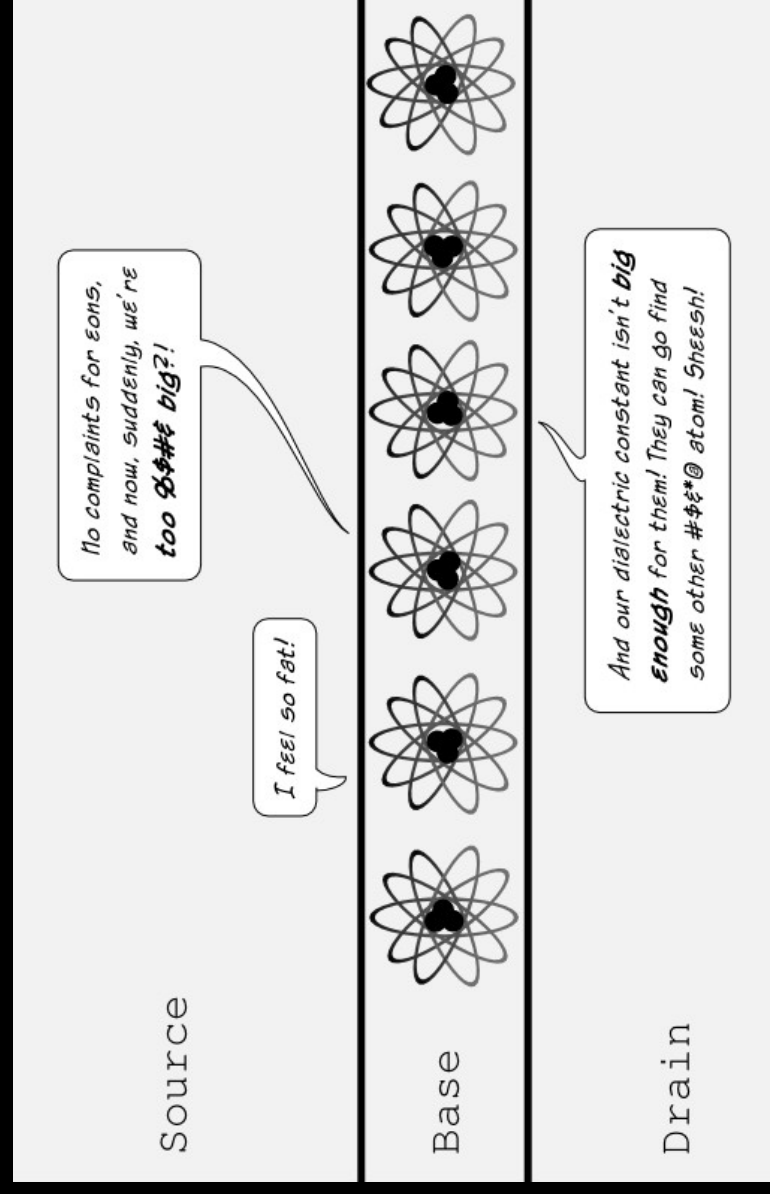 Source
No complaints for eons,
and now, suddenly, we're
too %$#& big?!
I feel so fat!
Base
And our dialectric constant isn't big
enough for them! They can go find
some other #$&*@ atom! Sheesh!
Drain